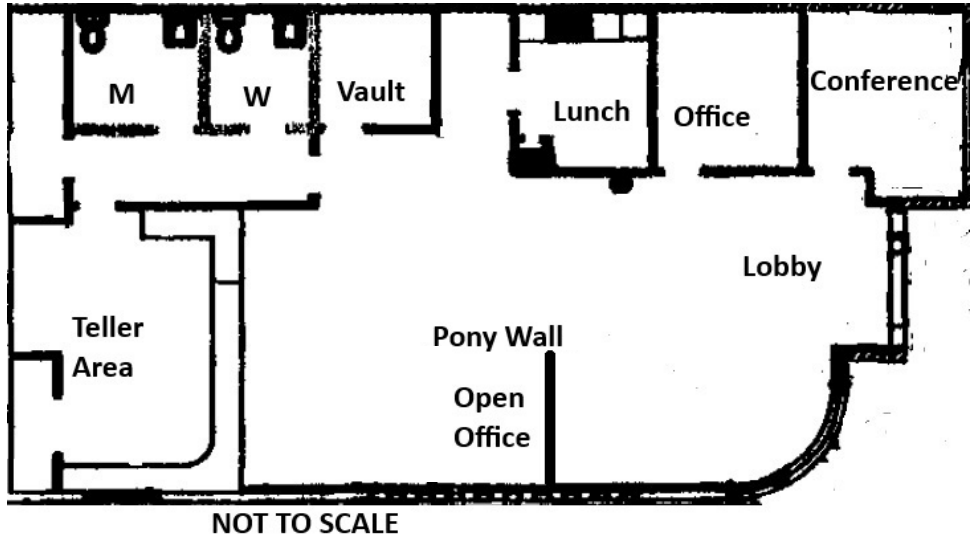 M
W
Vault
Lunch
Office
Conference
Lobby
Teller
Area
Pony Wall
Open
Office
NOT TO SCALE